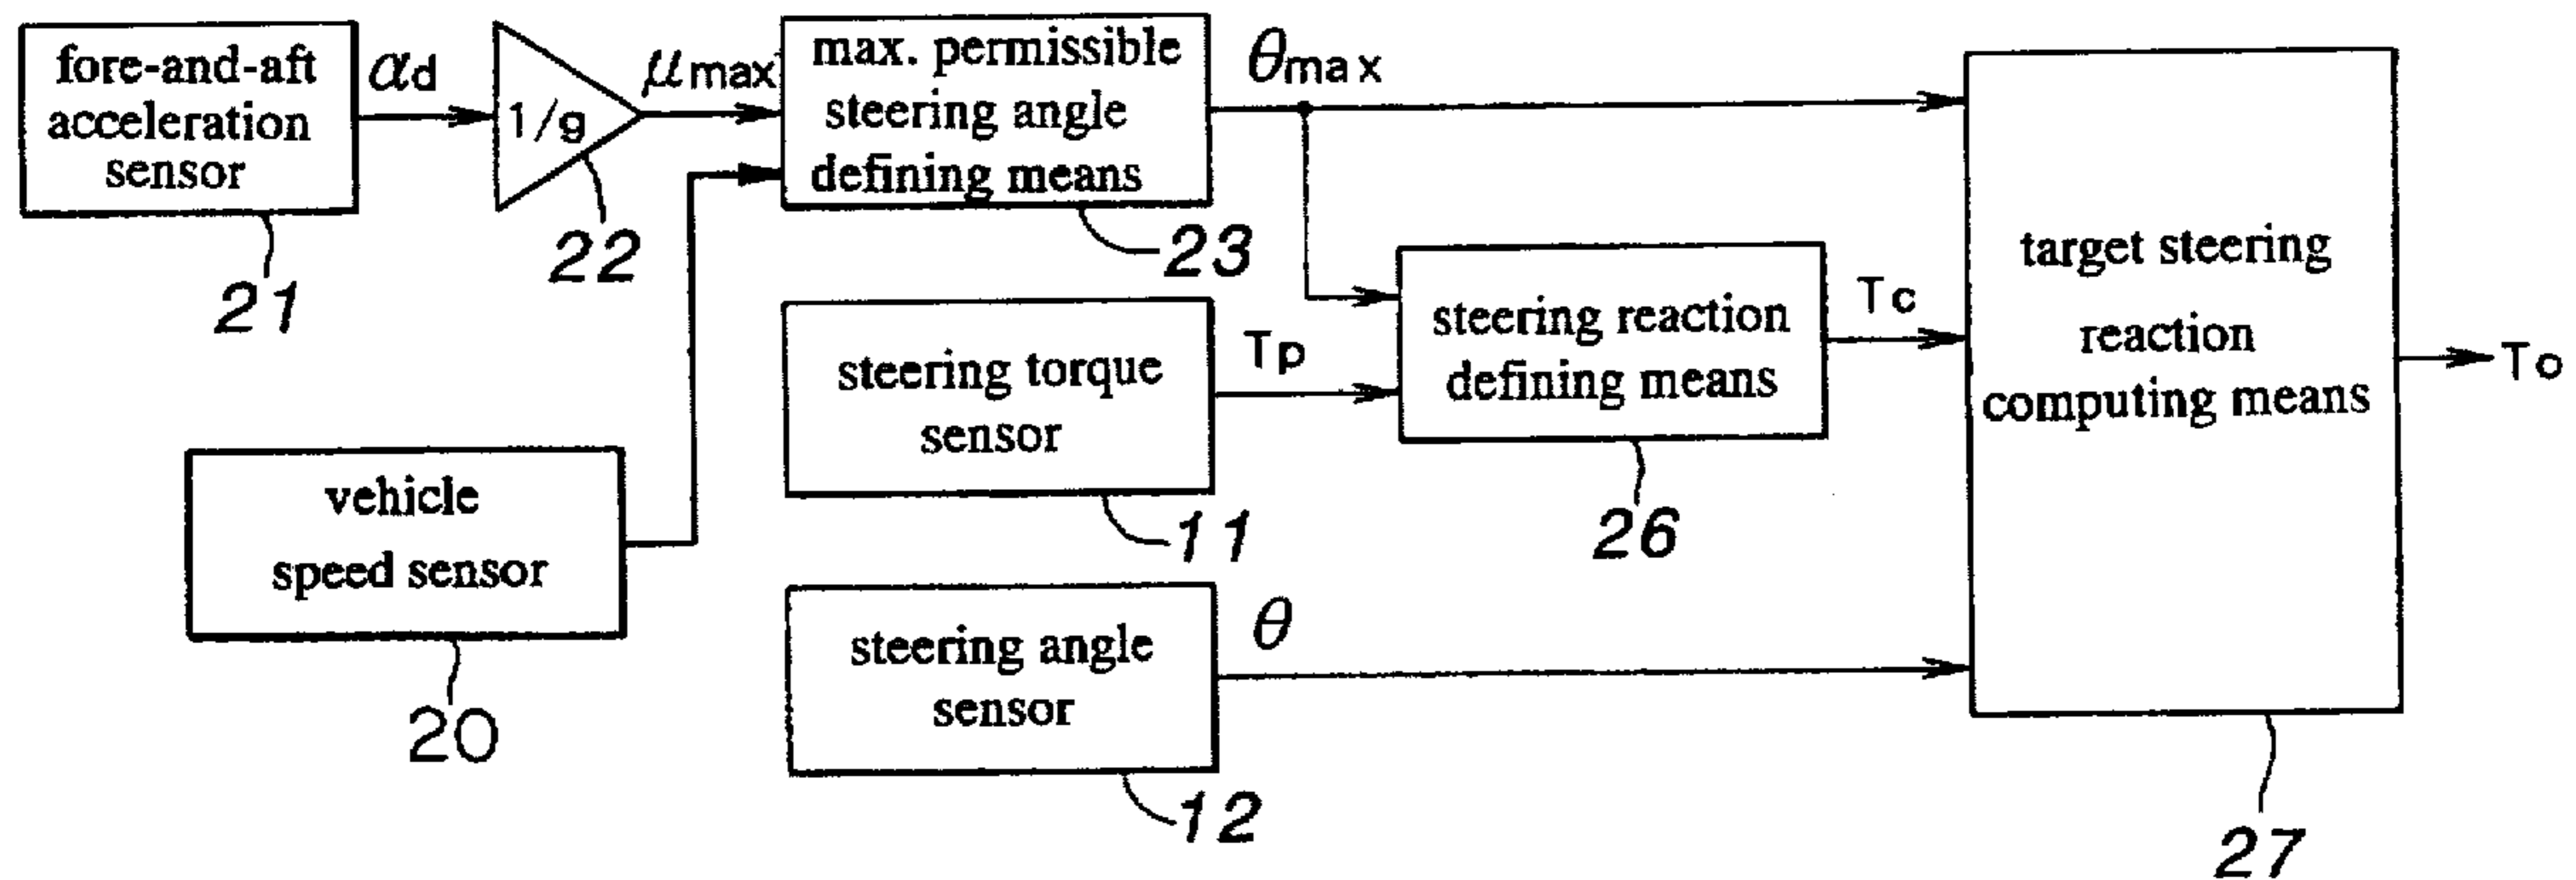 fore-and-aft
acceleration
sensor
21
αd
1/g
22
μmax
max. permissible
steering angle
defining means
23
θmax
vehicle
speed sensor
20
steering torque
sensor
11
Tp
steering reaction
defining means
26
Tc
steering angle
sensor
12
θ
target steering
reaction
computing means
27
To